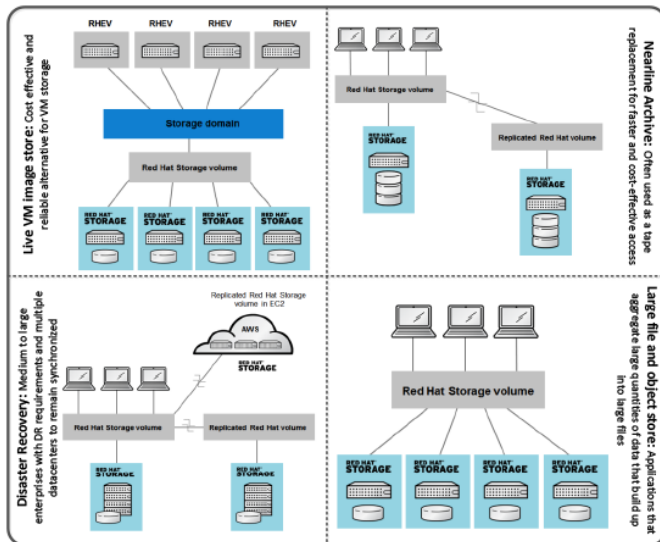 Live VM image store: Cost effective and
reliable alternative for VM storage
RHEV
RHEV
RHEV
RHEV
Storage domain
Red Hat Storage volume
RED HAT
STORAGE
RED HAT
STORAGE
RED HAT
STORAGE
RED HAT
STORAGE
Red Hat Storage volume
Replicated Red Hat volume
RED HAT
STORAGE
RED HAT
STORAGE
Nearline Archive: Often used as a tape
replacement for faster and cost-effective access
Disaster Recovery: Medium to large
enterprises with DR requirements and multiple
datacenters to remain synchronized
Replicated Red Hat Storage
volume in EC2
AWS
RED HAT
STORAGE
Red Hat Storage volume
Replicated Red Hat volume
RED HAT
STORAGE
RED HAT
STORAGE
Red Hat Storage volume
RED HAT
STORAGE
RED HAT
STORAGE
RED HAT
STORAGE
RED HAT
STORAGE
Large file and object store: Applications that
aggregate large quantities of data that build up
into large files